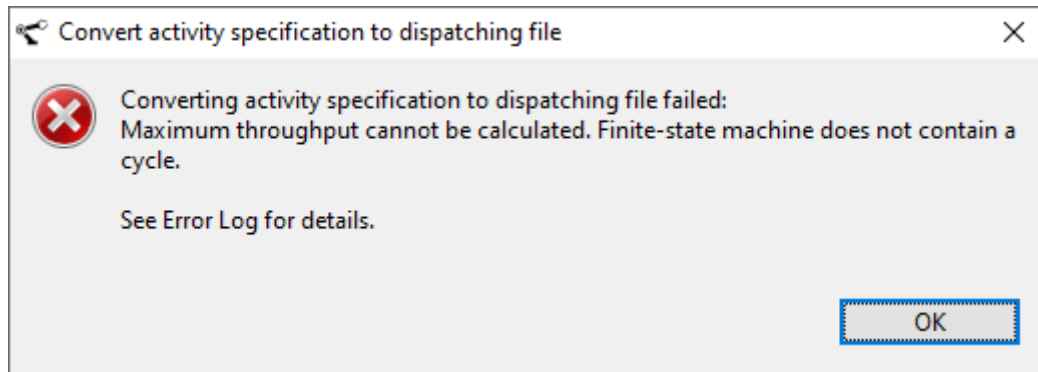 Convert activity specification to dispatching file
Converting activity specification to dispatching file failed:
Maximum throughput cannot be calculated. Finite-state machine does not contain a
cycle.
See Error Log for details.
OK